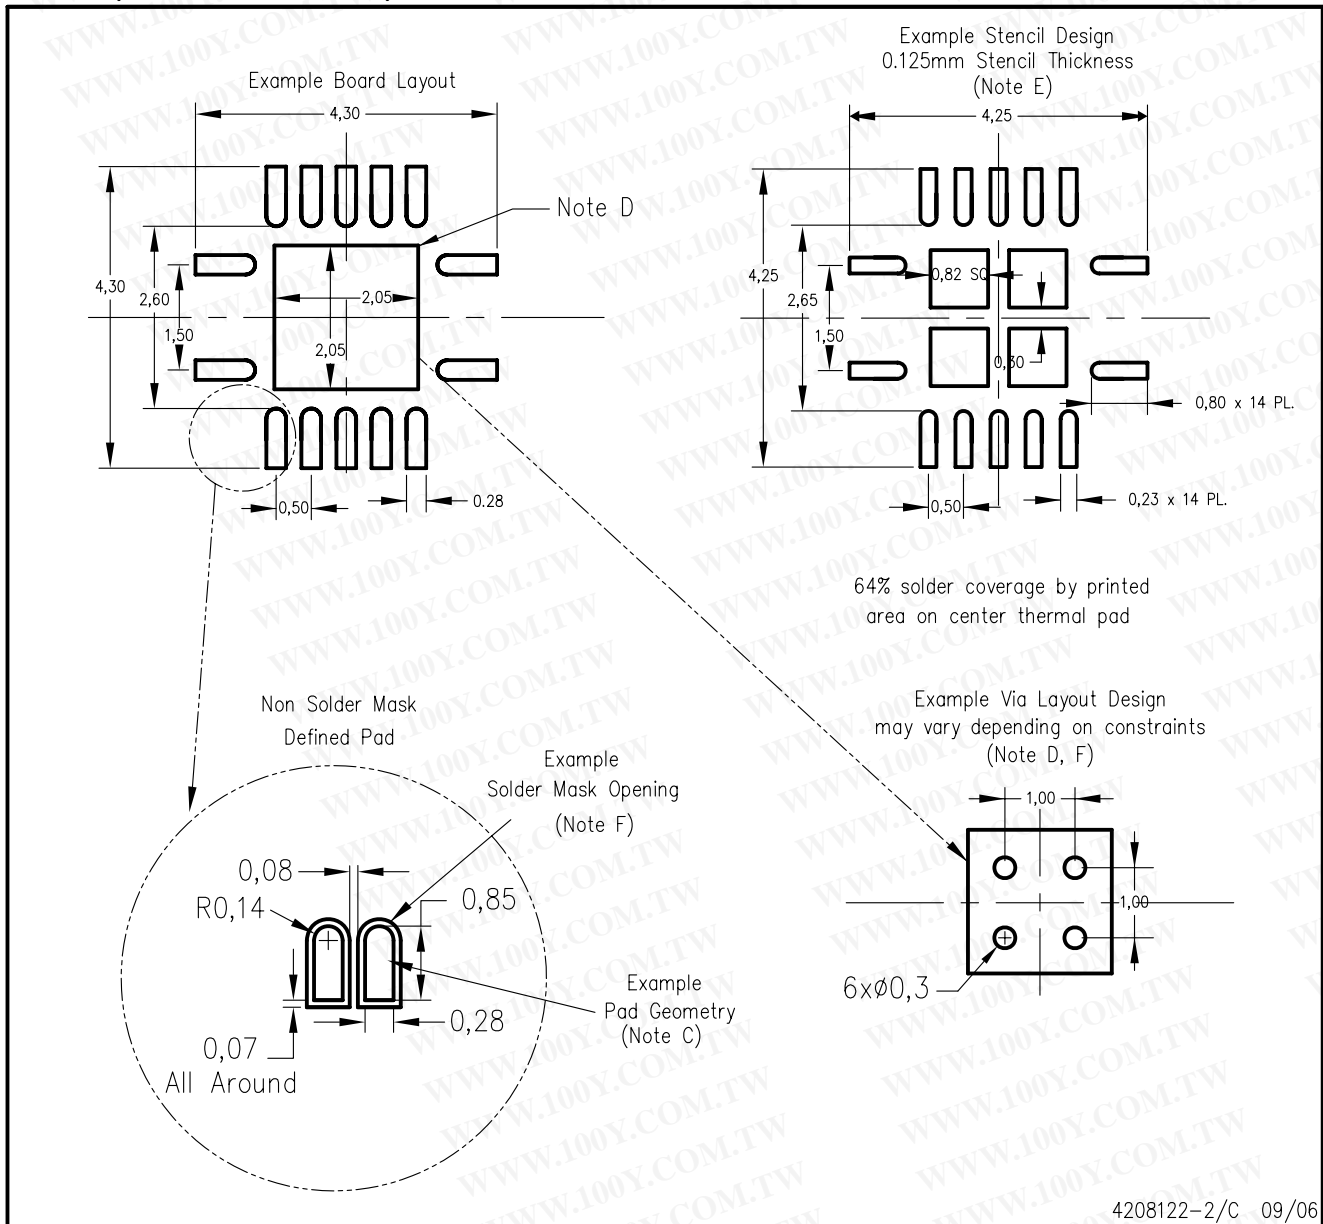 Example Board Layout
4,30
Note D
4,30
2,60
1,50
2,05
2,05
0,50
0.28
Example Stencil Design
0.125mm Stencil Thickness
(Note E)
4,25
4,25
2,65
1,50
0,82 SQ
0,30
0,80 x 14 PL.
0,50
0,23 x 14 PL.
64% solder coverage by printed
area on center thermal pad
Non Solder Mask
Defined Pad
Example
Solder Mask Opening
(Note F)
0,08
R0,14
0,85
0,28
0,07
All Around
Example
Pad Geometry
(Note C)
Example Via Layout Design
may vary depending on constraints
(Note D, F)
1,00
1,00
6xø0,3
4208122-2/C 09/06
WWW.100Y.COM.TW